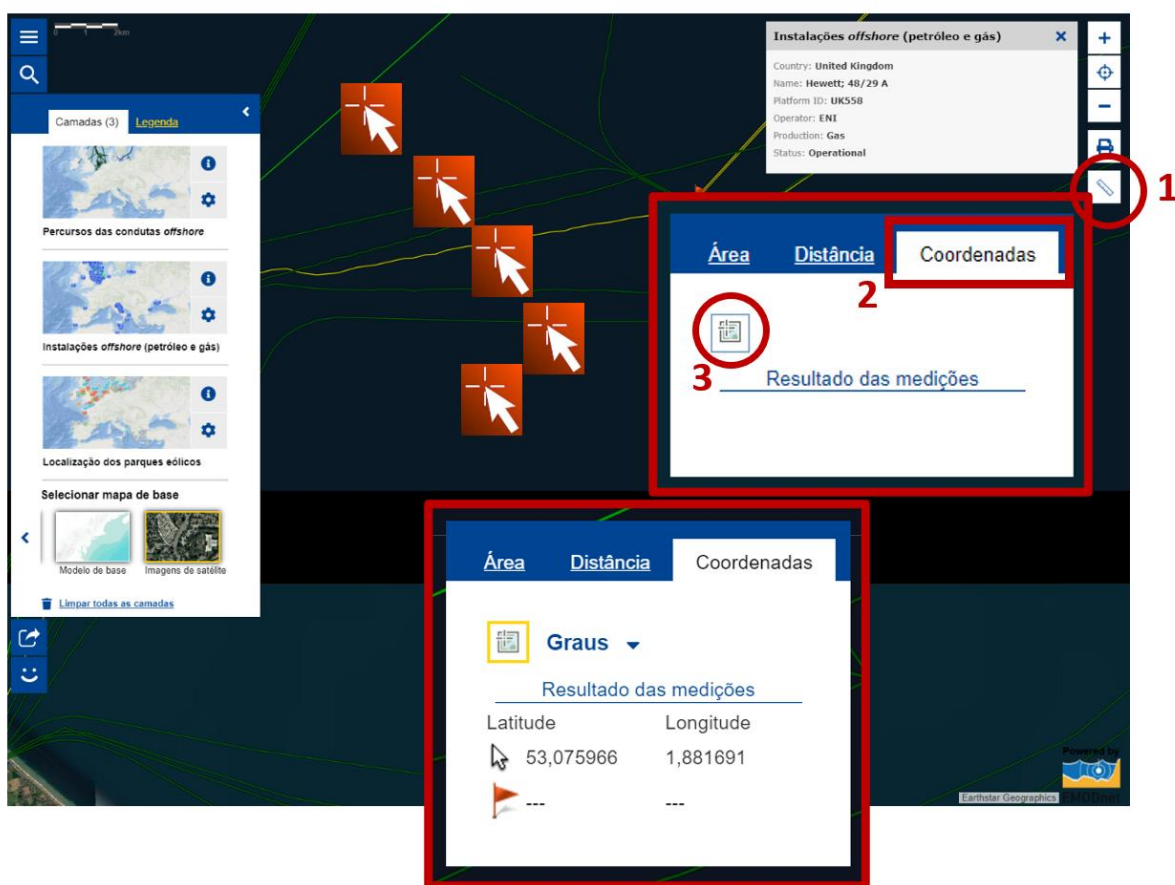 0 1 2km
Camadas (3) Legenda
Percursos das condutas offshore
Instalações offshore (petróleo e gás)
Localização dos parques eólicos
Selecionar mapa de base
Modelo de base Imagens de satélite
Limpar todas as camadas
Instalações offshore (petróleo e gás)
Country: United Kingdom
Name: Hewett; 48/29 A
Platform ID: UK558
Operator: ENI
Production: Gas
Status: Operational
1
Área Distância Coordenadas
2
3
Resultado das medições
Área Distância Coordenadas
Graus
Resultado das medições
Latitude Longitude
53,075966 1,881691
--- ---
Powered by
EMODnet
Earthstar Geographics